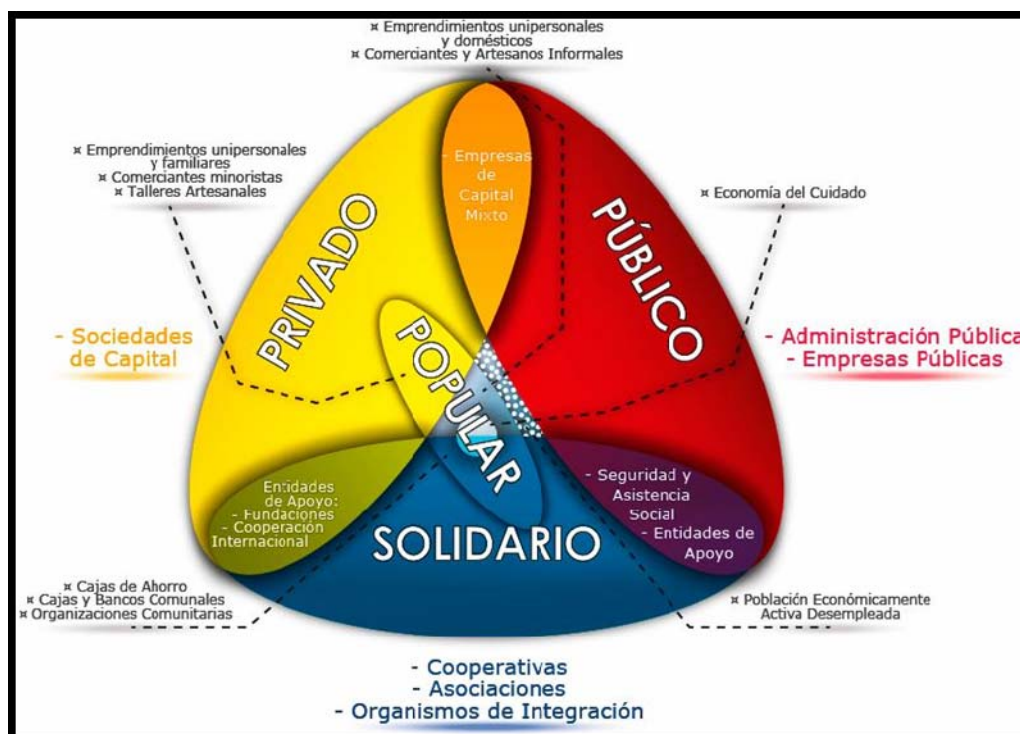 ¤ Emprendimientos unipersonales
y domésticos
¤ Comerciantes y Artesanos Informales
¤ Emprendimientos unipersonales
y familiares
¤ Comerciantes minoristas
¤ Talleres Artesanales
- Empresas
de
Capital
Mixto
¤ Economía del Cuidado
PRIVADO
PÚBLICO
- Sociedades
de Capital
- Administración Pública
- Empresas Públicas
POPULAR
Entidades
de Apoyo:
- Fundaciones
- Cooperación
Internacional
- Seguridad y
Asistencia
Social
- Entidades de
Apoyo
SOLIDARIO
¤ Cajas de Ahorro
¤ Cajas y Bancos Comunales
¤ Organizaciones Comunitarias
¤ Población Económicamente
Activa Desempleada
- Cooperativas
- Asociaciones
- Organismos de Integración